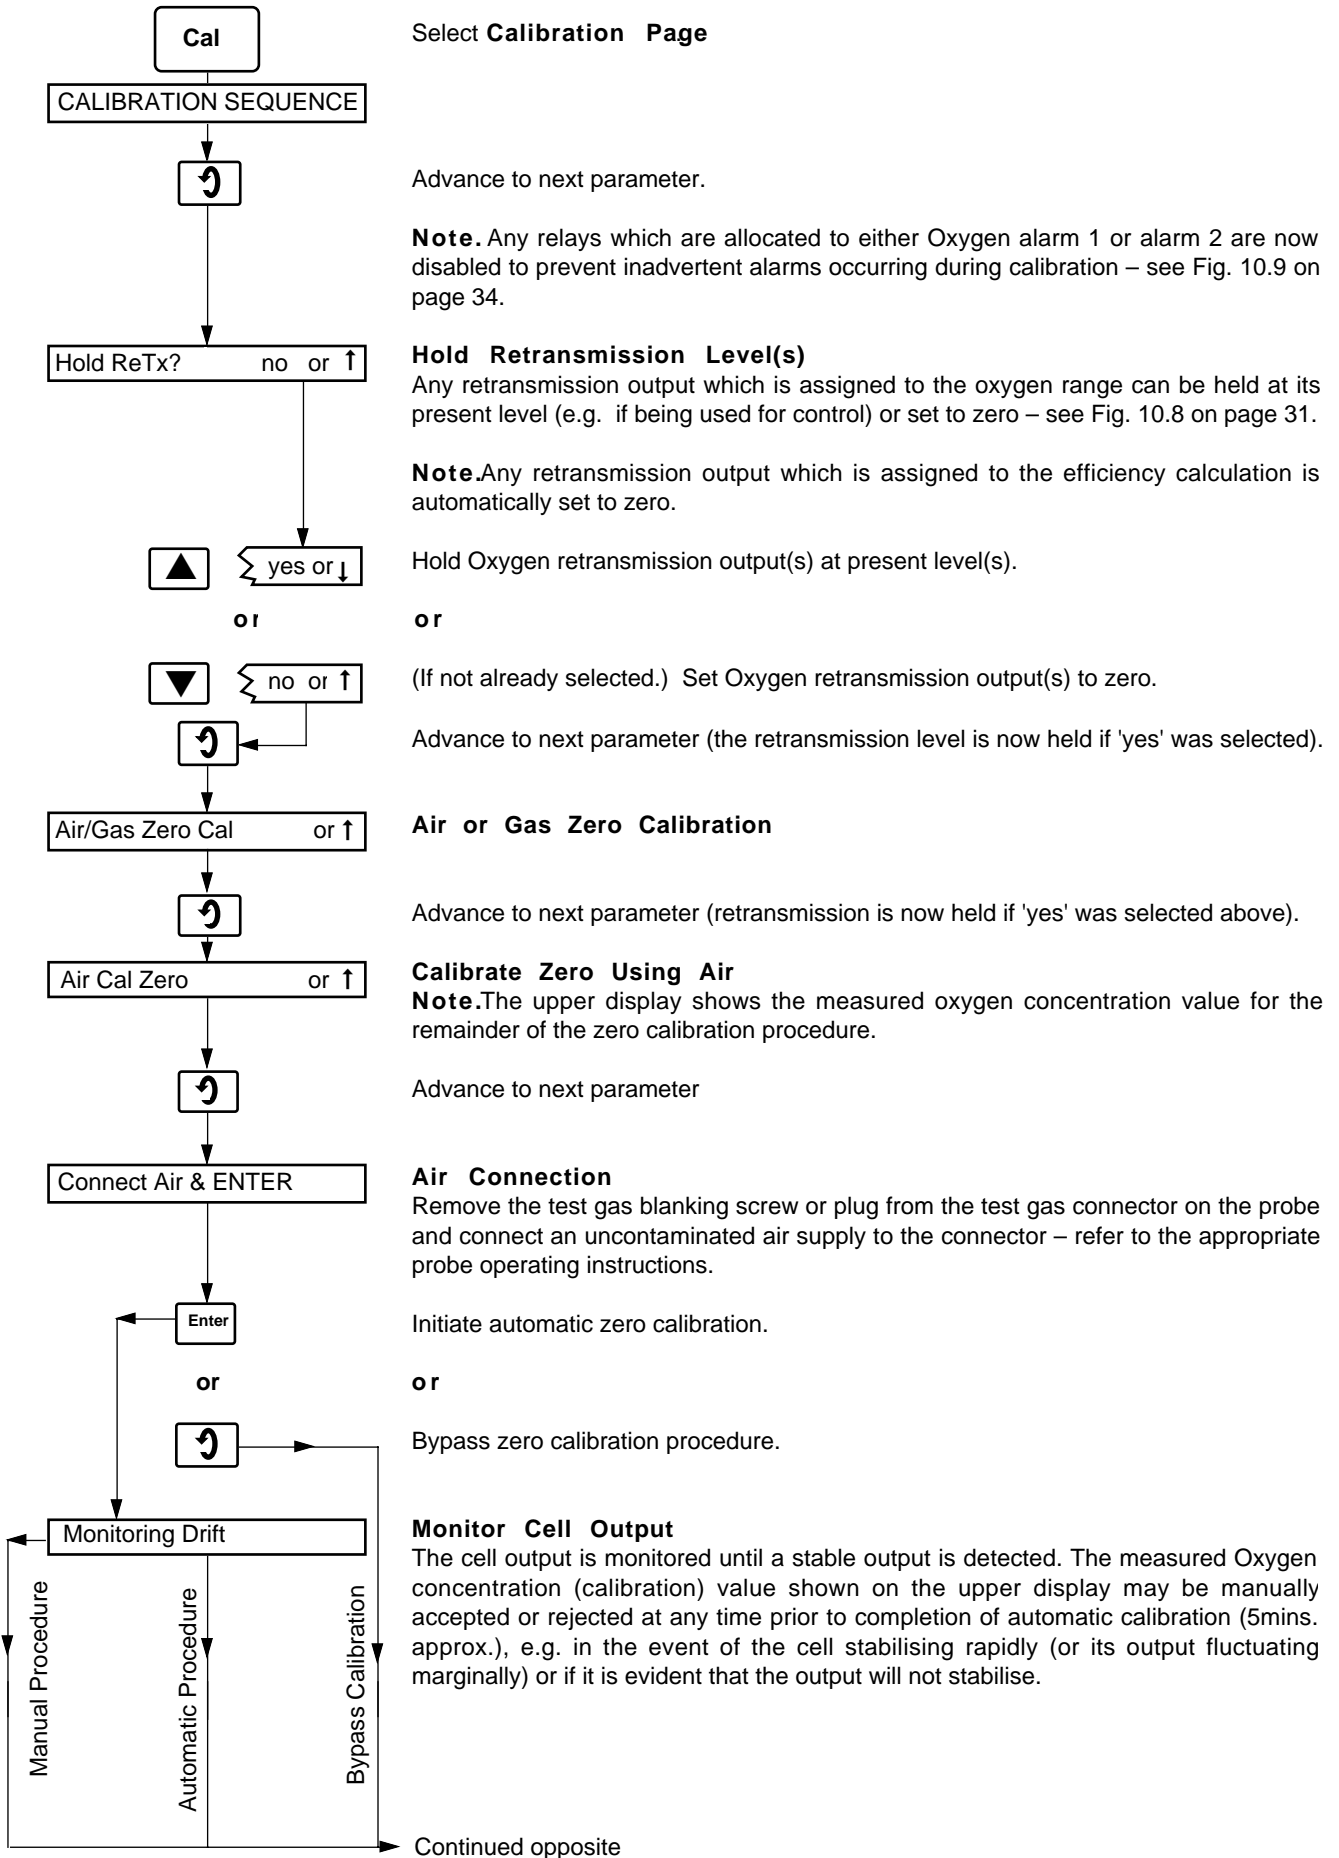 Cal
Select Calibration Page
CALIBRATION SEQUENCE
Advance to next parameter.
Note. Any relays which are allocated to either Oxygen alarm 1 or alarm 2 are now
disabled to prevent inadvertent alarms occurring during calibration – see Fig. 10.9 on
page 34.
Hold ReTx? no or ↑
Hold Retransmission Level(s)
Any retransmission output which is assigned to the oxygen range can be held at its
present level (e.g. if being used for control) or set to zero – see Fig. 10.8 on page 31.
Note.Any retransmission output which is assigned to the efficiency calculation is
automatically set to zero.
▲ yes or ↓
Hold Oxygen retransmission output(s) at present level(s).
or
or
▼ no or ↑
(If not already selected.) Set Oxygen retransmission output(s) to zero.
Advance to next parameter (the retransmission level is now held if 'yes' was selected).
Air/Gas Zero Cal or ↑
Air or Gas Zero Calibration
Advance to next parameter (retransmission is now held if 'yes' was selected above).
Air Cal Zero or ↑
Calibrate Zero Using Air
Note.The upper display shows the measured oxygen concentration value for the
remainder of the zero calibration procedure.
Advance to next parameter
Connect Air & ENTER
Air Connection
Remove the test gas blanking screw or plug from the test gas connector on the probe
and connect an uncontaminated air supply to the connector – refer to the appropriate
probe operating instructions.
Enter
Initiate automatic zero calibration.
or
or
Bypass zero calibration procedure.
Monitoring Drift
Monitor Cell Output
The cell output is monitored until a stable output is detected. The measured Oxygen
concentration (calibration) value shown on the upper display may be manually
accepted or rejected at any time prior to completion of automatic calibration (5mins.
approx.), e.g. in the event of the cell stabilising rapidly (or its output fluctuating
marginally) or if it is evident that the output will not stabilise.
Manual Procedure
Automatic Procedure
Bypass Calibration
Continued opposite